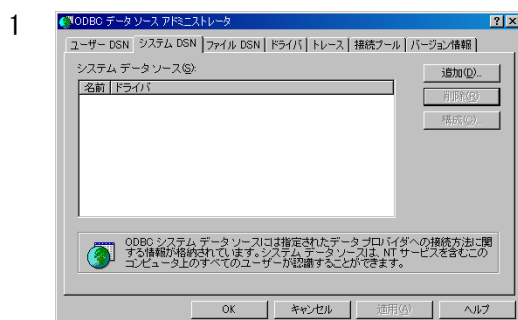 1
ODBC データ ソース アドミニストレータ
ユーザー DSN システム DSN ファイル DSN ドライバ トレース 接続プール バージョン情報
システム データ ソース(S):
名前 ドライバ
追加(D)...
削除(R)
構成(C)...
ODBC システム データ ソースには指定されたデータ プロバイダへの接続方法に関
する情報が格納されています。システム データ ソースは、NT サービスを含むこの
コンピュータ上のすべてのユーザーが認識することができます。
OK キャンセル 適用(A) ヘルプ